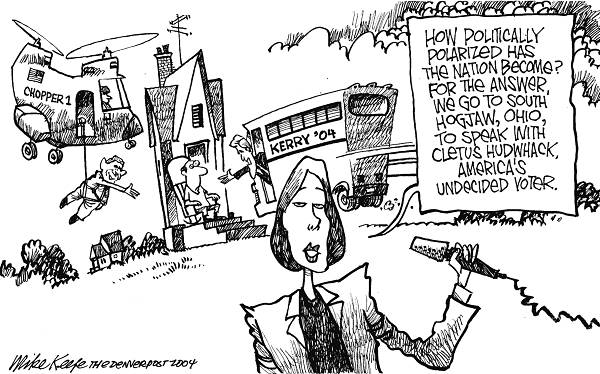 HOW POLITICALLY
POLARIZED HAS
THE NATION BECOME?
FOR THE ANSWER,
WE GO TO SOUTH
HOGJAW, OHIO,
TO SPEAK WITH
CLETUS HUDWHACK,
AMERICA'S
UNDECIDED VOTER.
CHOPPER 1
KERRY '04
Mike Keefe THE DENVER POST 2004